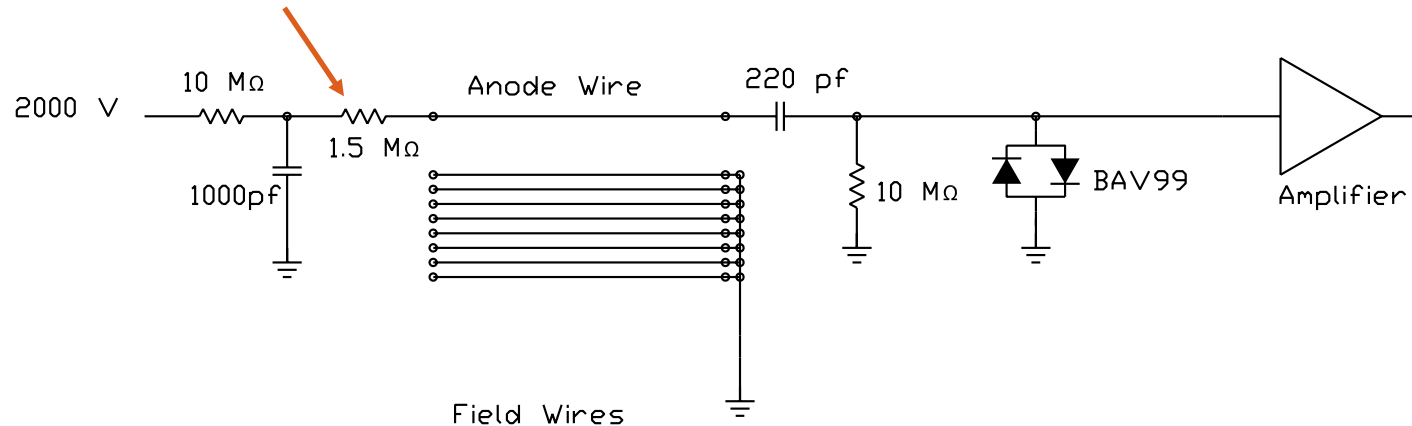 2000 V
10 MΩ
1000pf
1.5 MΩ
Anode Wire
220 pf
10 MΩ
BAV99
Amplifier
Field Wires